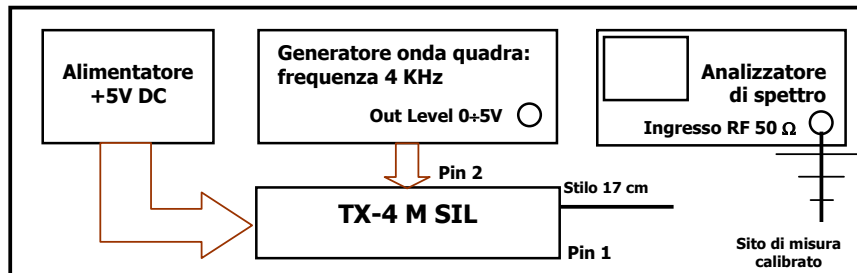 Alimentatore
+5V DC
Generatore onda quadra:
frequenza 4 KHz
Out Level 0÷5V
Analizzatore
di spettro
Ingresso RF 50 Ω
Pin 2
Stilo 17 cm
TX-4 M SIL
Pin 1
Sito di misura
calibrato